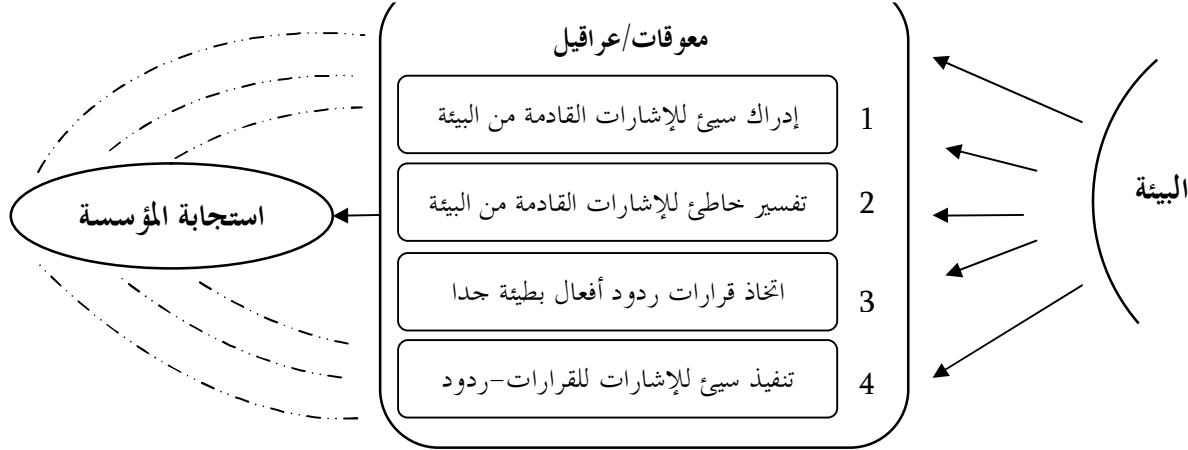 معوقات/عراقيل
البيئة
1 إدراك سيئ للإشارات القادمة من البيئة
2 تفسير خاطئ للإشارات القادمة من البيئة
3 اتخاذ قرارات ردود أفعال بطيئة جدا
4 تنفيذ سيئ للإشارات للقرارات-ردود
استجابة المؤسسة